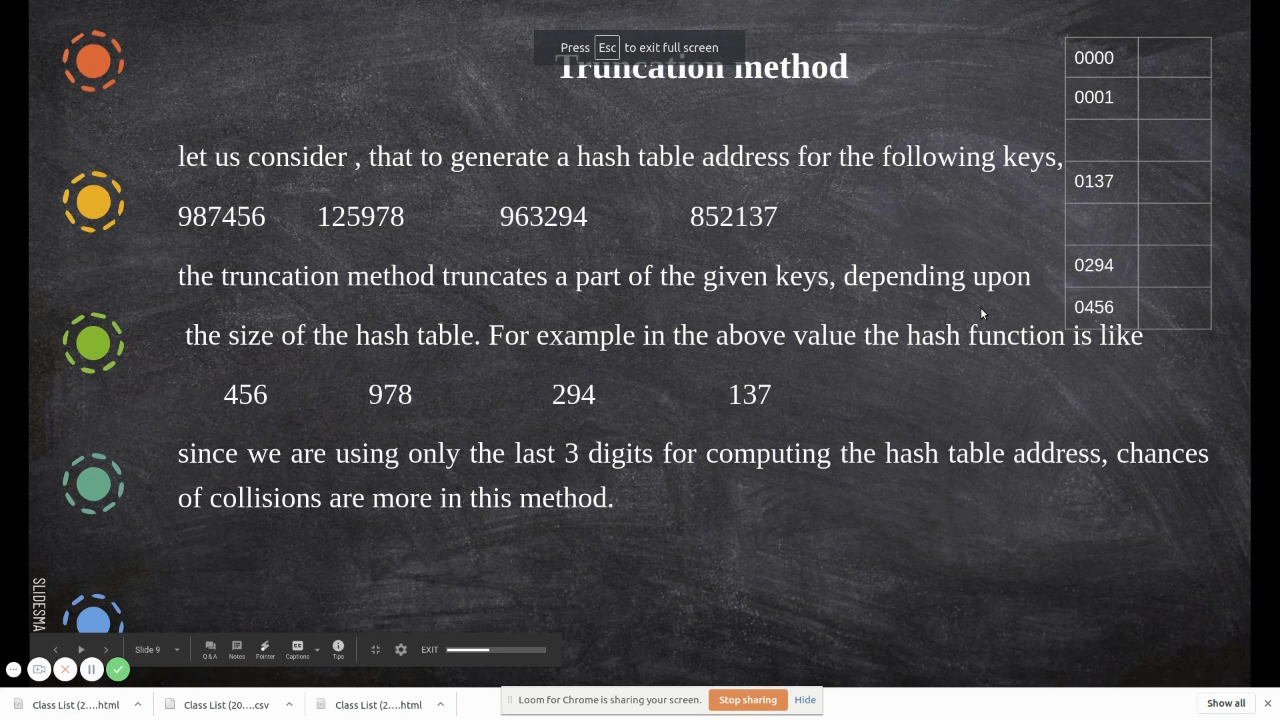 Press Esc to exit full screen
Truncation method
0000
0001
0137
0294
0456
let us consider , that to generate a hash table address for the following keys,
987456 125978 963294 852137
the truncation method truncates a part of the given keys, depending upon
the size of the hash table. For example in the above value the hash function is like
456 978 294 137
since we are using only the last 3 digits for computing the hash table address, chances
of collisions are more in this method.
SLIDESMA
Slide 9 Q&A Notes Pointer Captions Tips EXIT
Class List (2....html Class List (20....csv Class List (2....html Loom for Chrome is sharing your screen. Stop sharing Hide Show all